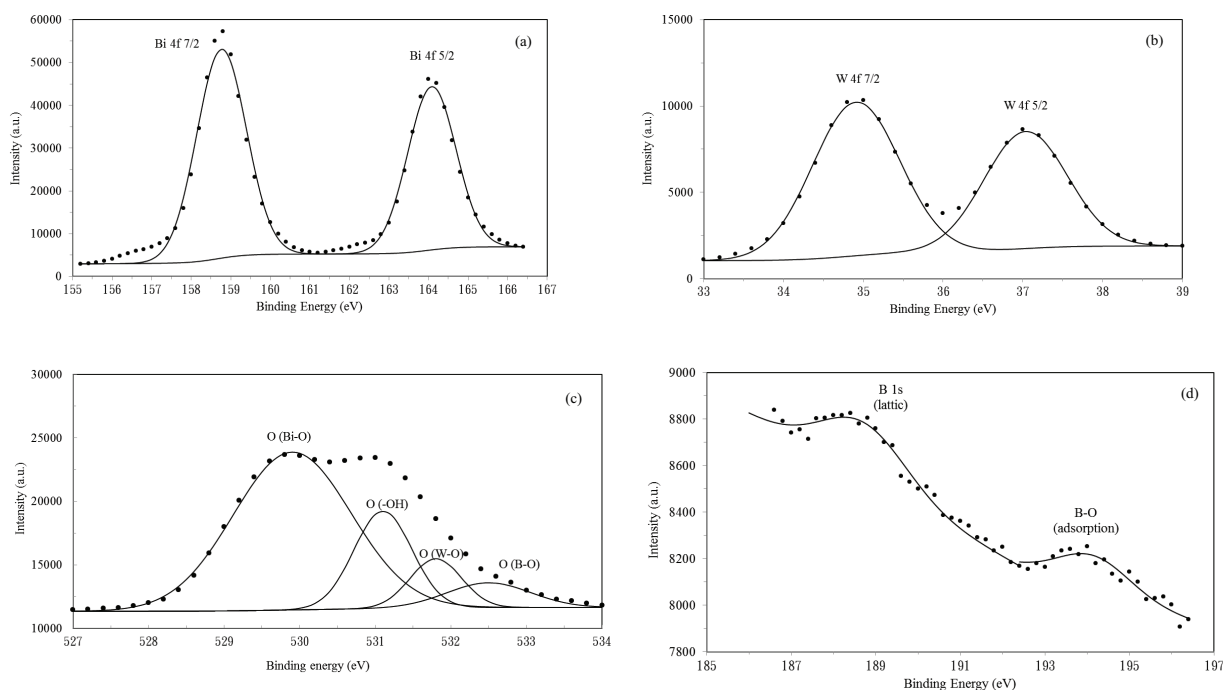 (a)
Bi 4f 7/2
Bi 4f 5/2
60000
50000
40000
30000
20000
10000
0
Intensity (a.u.)
155 156 157 158 159 160 161 162 163 164 165 166 167
Binding Energy (eV)
(b)
W 4f 7/2
W 4f 5/2
15000
10000
5000
0
Intensity (a.u.)
33 34 35 36 37 38 39
Binding Energy (eV)
(c)
O (Bi-O)
O (-OH)
O (W-O)
O (B-O)
30000
25000
20000
15000
10000
Intensity (a.u.)
527 528 529 530 531 532 533 534
Binding energy (eV)
(d)
B 1s
(lattic)
B-O
(adsorption)
9000
8800
8600
8400
8200
8000
7800
Intensity (a.u.)
185 187 189 191 193 195 197
Binding Energy (eV)